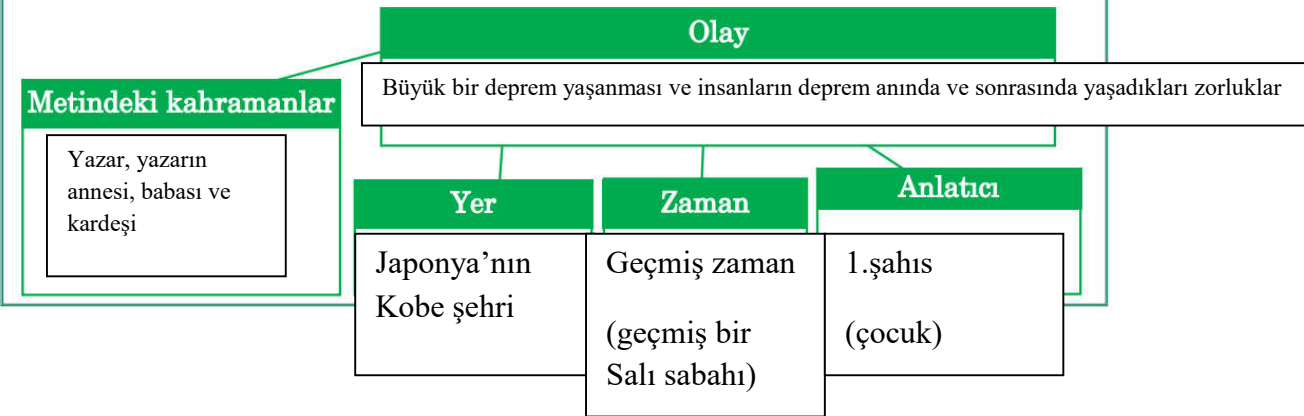 Olay
Büyük bir deprem yaşanması ve insanların deprem anında ve sonrasında yaşadıkları zorluklar
Metindeki kahramanlar
Yazar, yazarın
annesi, babası ve
kardeşi
Yer
Japonya’nın
Kobe şehri
Zaman
Geçmiş zaman
(geçmiş bir
Salı sabahı)
Anlatıcı
1.şahıs
(çocuk)